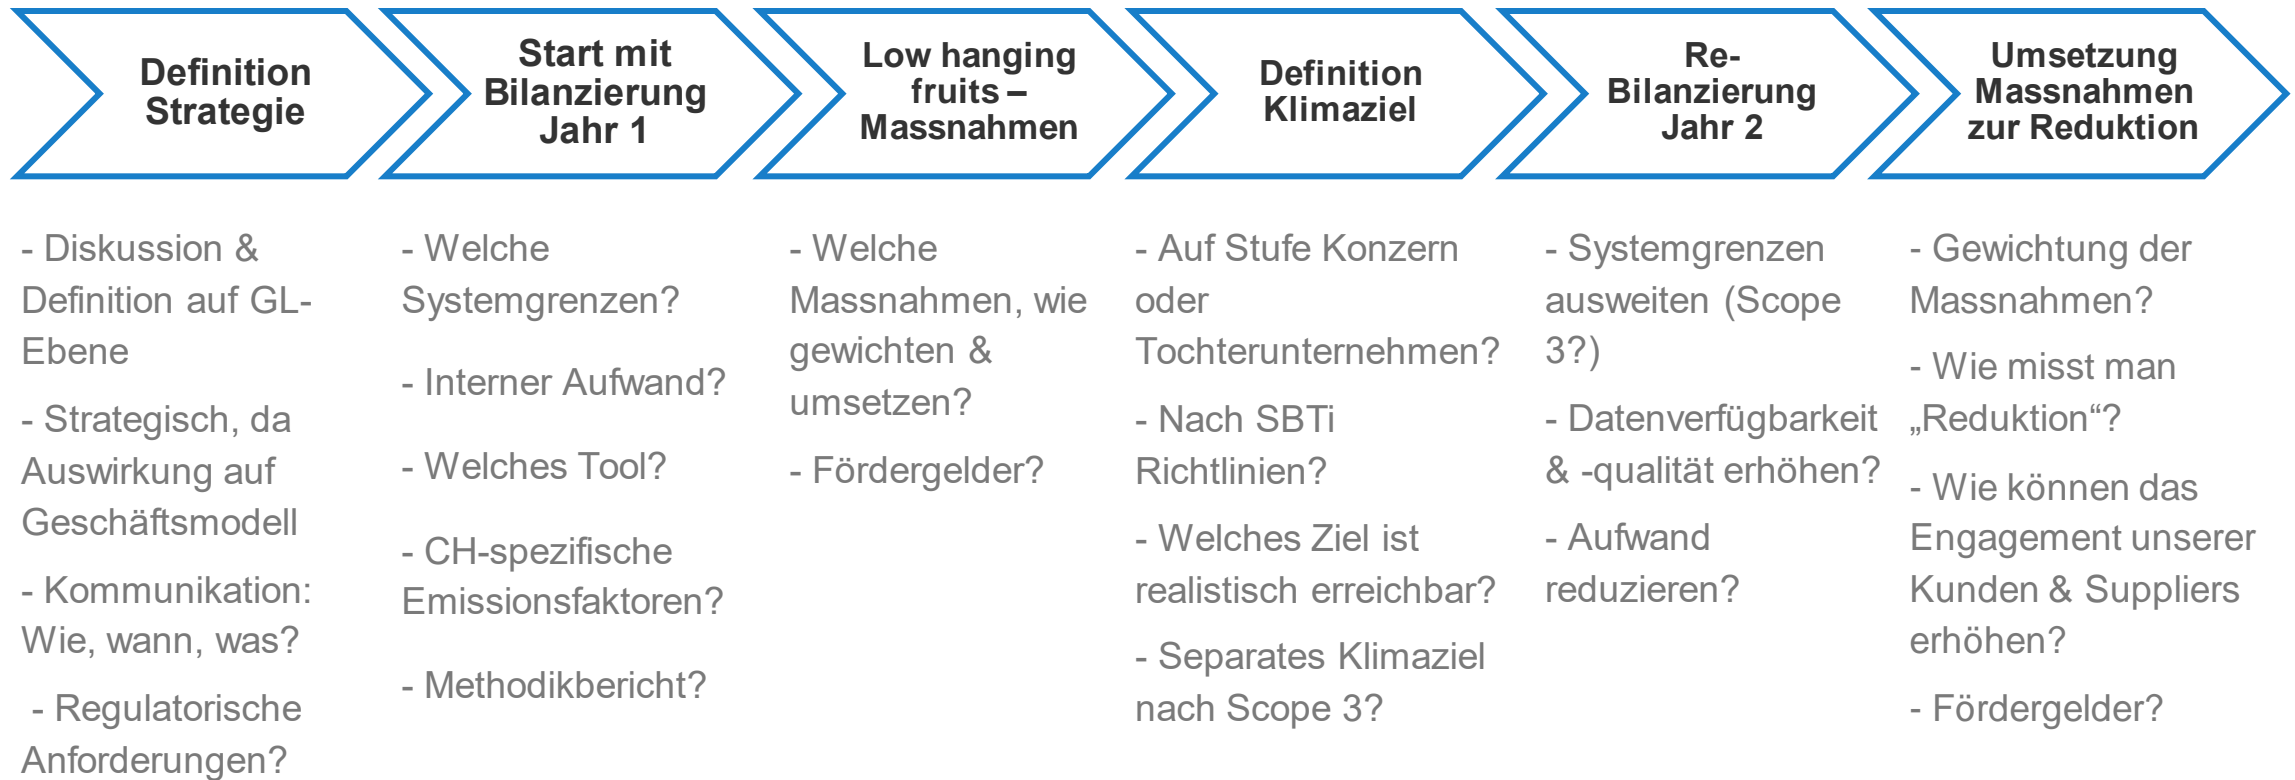 Definition
Strategie
Start mit
Bilanzierung
Jahr 1
Low hanging
fruits –
Massnahmen
Definition
Klimaziel
Re-
Bilanzierung
Jahr 2
Umsetzung
Massnahmen
zur Reduktion
- Diskussion &
Definition auf GL-
Ebene
- Strategisch, da
Auswirkung auf
Geschäftsmodell
- Kommunikation:
Wie, wann, was?
- Regulatorische
Anforderungen?
- Welche
Systemgrenzen?
- Interner Aufwand?
- Welches Tool?
- CH-spezifische
Emissionsfaktoren?
- Methodikbericht?
- Welche
Massnahmen, wie
gewichten &
umsetzen?
- Fördergelder?
- Auf Stufe Konzern
oder
Tochterunternehmen?
- Nach SBTi
Richtlinien?
- Welches Ziel ist
realistisch erreichbar?
- Separates Klimaziel
nach Scope 3?
- Systemgrenzen
ausweiten (Scope
3?)
- Datenverfügbarkeit
& -qualität erhöhen?
- Aufwand
reduzieren?
- Gewichtung der
Massnahmen?
- Wie misst man
„Reduktion“?
- Wie können das
Engagement unserer
Kunden & Suppliers
erhöhen?
- Fördergelder?